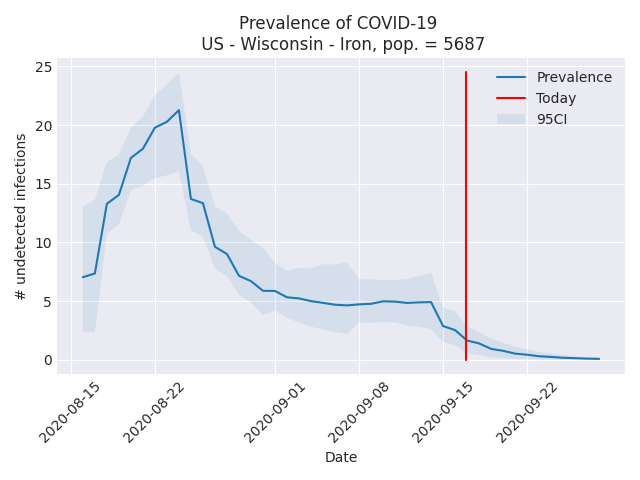 Prevalence of COVID-19
US - Wisconsin - Iron, pop. = 5687
25
20
15
10
5
0
# undetected infections
Prevalence
Today
95CI
2020-08-15
2020-08-22
2020-09-01
2020-09-08
2020-09-15
2020-09-22
Date